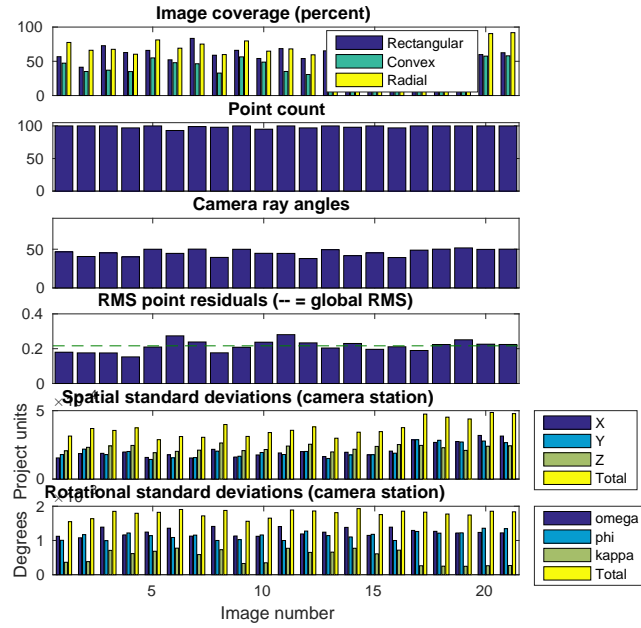 Image coverage (percent)
100
50
0
Rectangular
Convex
Radial
Point count
100
50
0
Camera ray angles
50
0
RMS point residuals (-- = global RMS)
0.4
0.2
0
Spatial standard deviations (camera station)
5
0
Project units
X
Y
Z
Total
Rotational standard deviations (camera station)
2
1
0
Degrees
omega
phi
kappa
Total
5 10 15 20
Image number